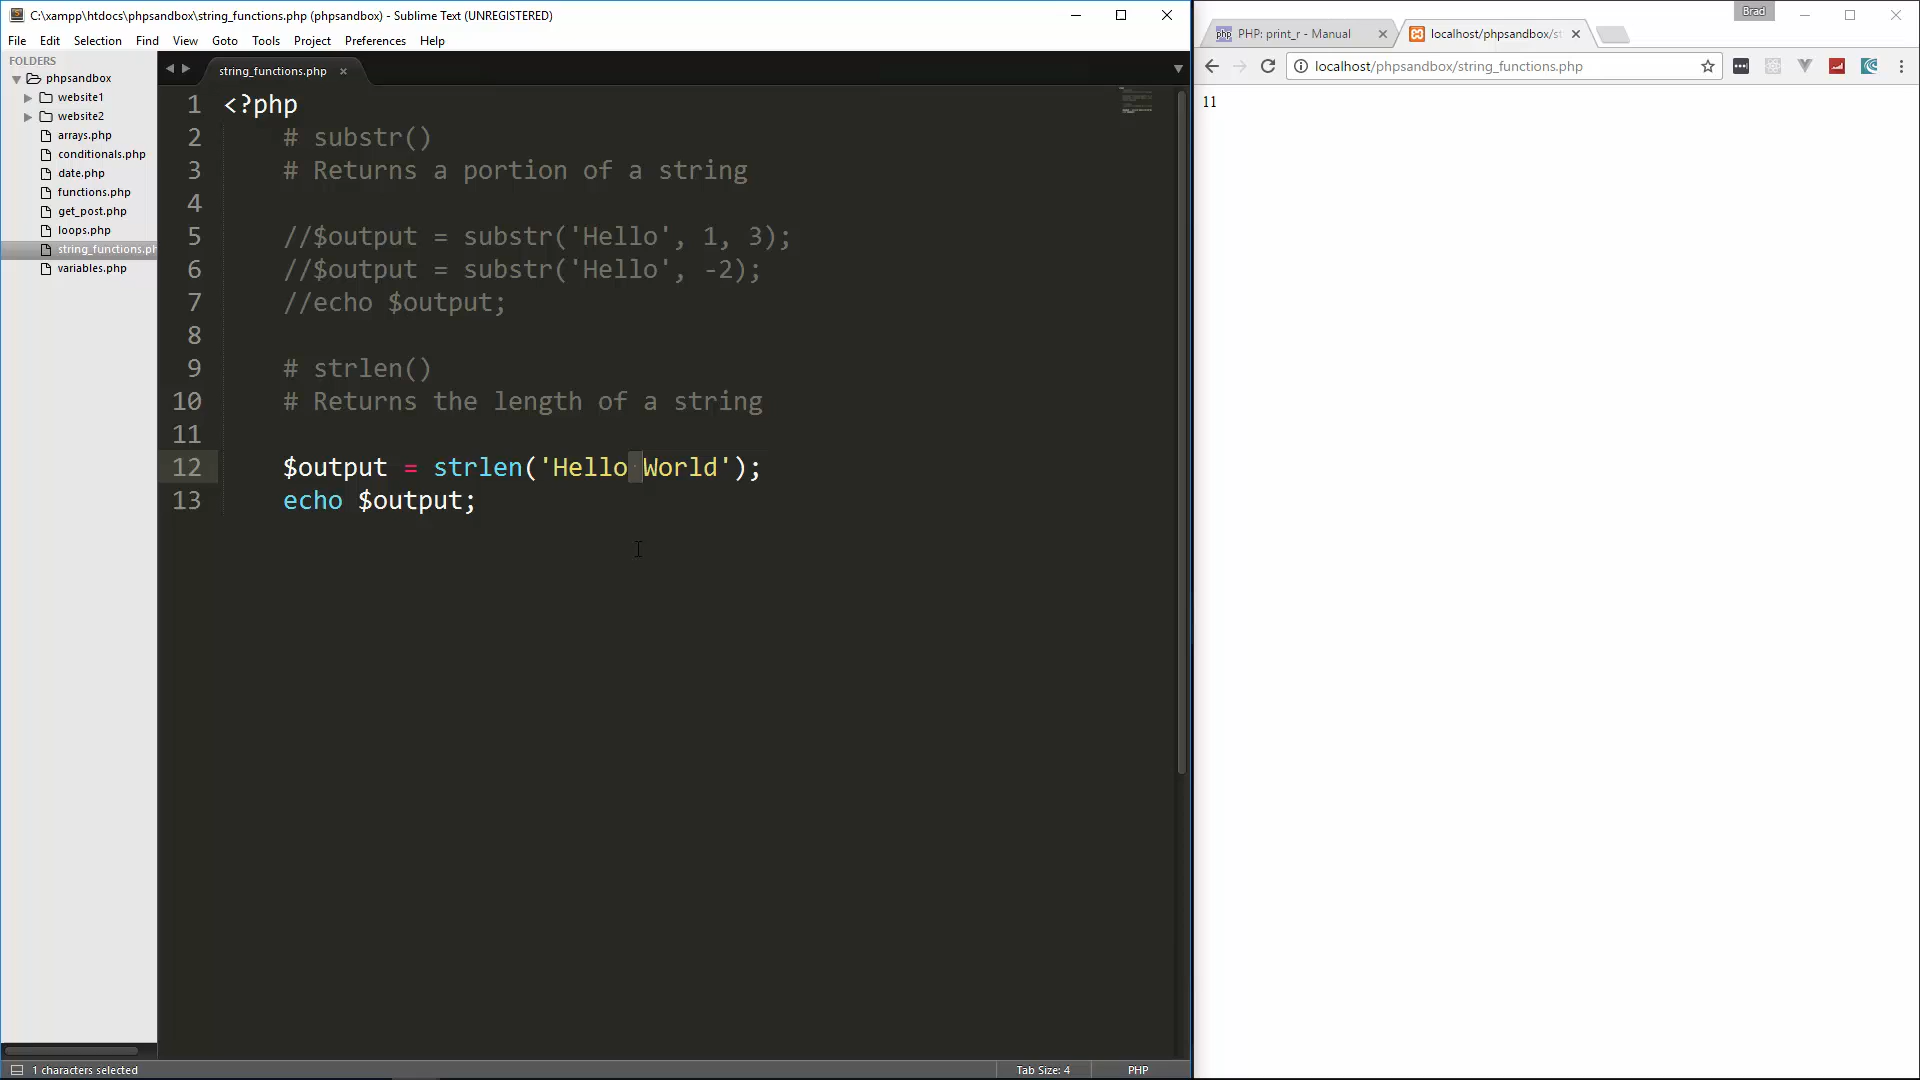 C:\xampp\htdocs\phpsandbox\string_functions.php (phpsandbox) - Sublime Text (UNREGISTERED)
File Edit Selection Find View Goto Tools Project Preferences Help
FOLDERS
phpsandbox
website1
website2
arrays.php
conditionals.php
date.php
functions.php
get_post.php
loops.php
string_functions.ph
variables.php
string_functions.php
1 <?php
2 # substr()
3 # Returns a portion of a string
4
5 //$output = substr('Hello', 1, 3);
6 //$output = substr('Hello', -2);
7 //echo $output;
8
9 # strlen()
10 # Returns the length of a string
11
12 $output = strlen('Hello World');
13 echo $output;
1 characters selected
Tab Size: 4
PHP
Brad
php PHP: print_r - Manual
localhost/phpsandbox/st
localhost/phpsandbox/string_functions.php
11